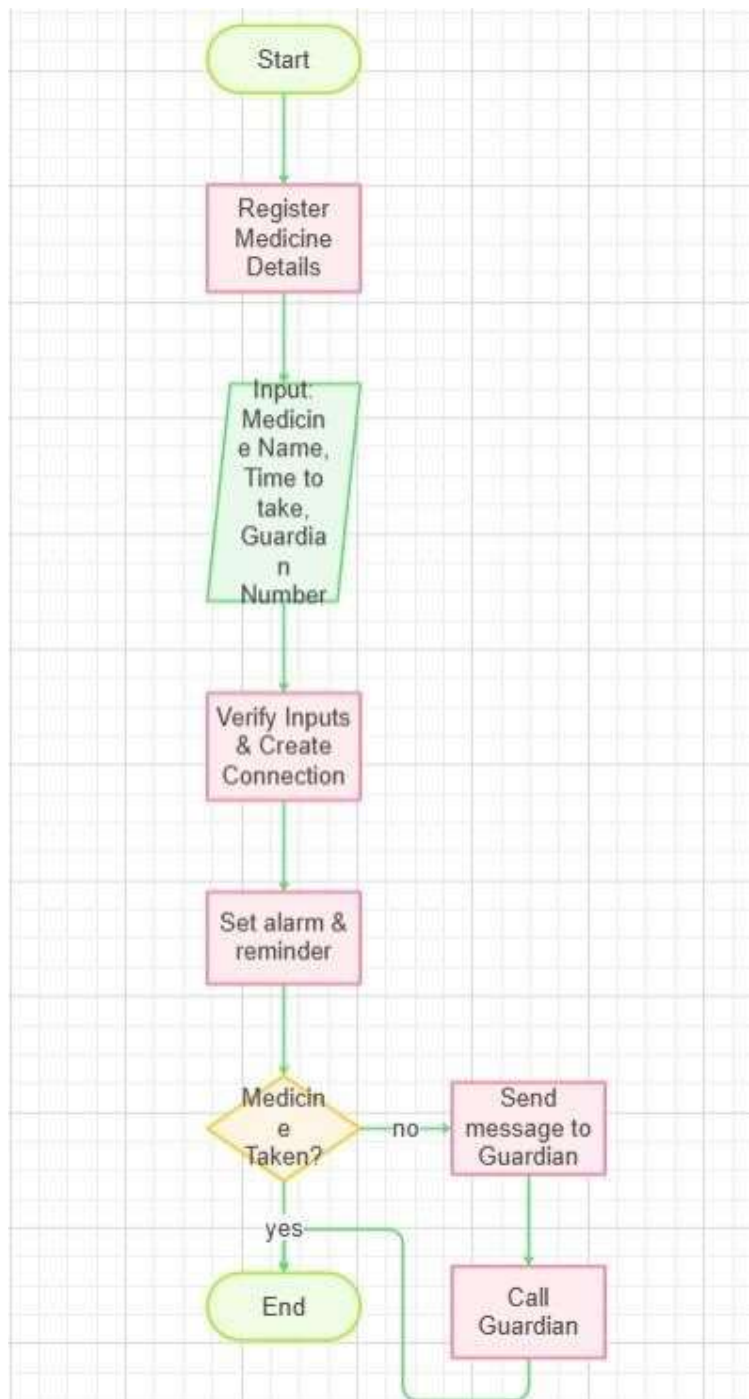 Start
Register
Medicine
Details
Input:
Medicin
e Name,
Time to
take,
Guardia
n
Number
Verify Inputs
& Create
Connection
Set alarm &
reminder
Medicin
e
Taken?
no
Send
message to
Guardian
yes
End
Call
Guardian